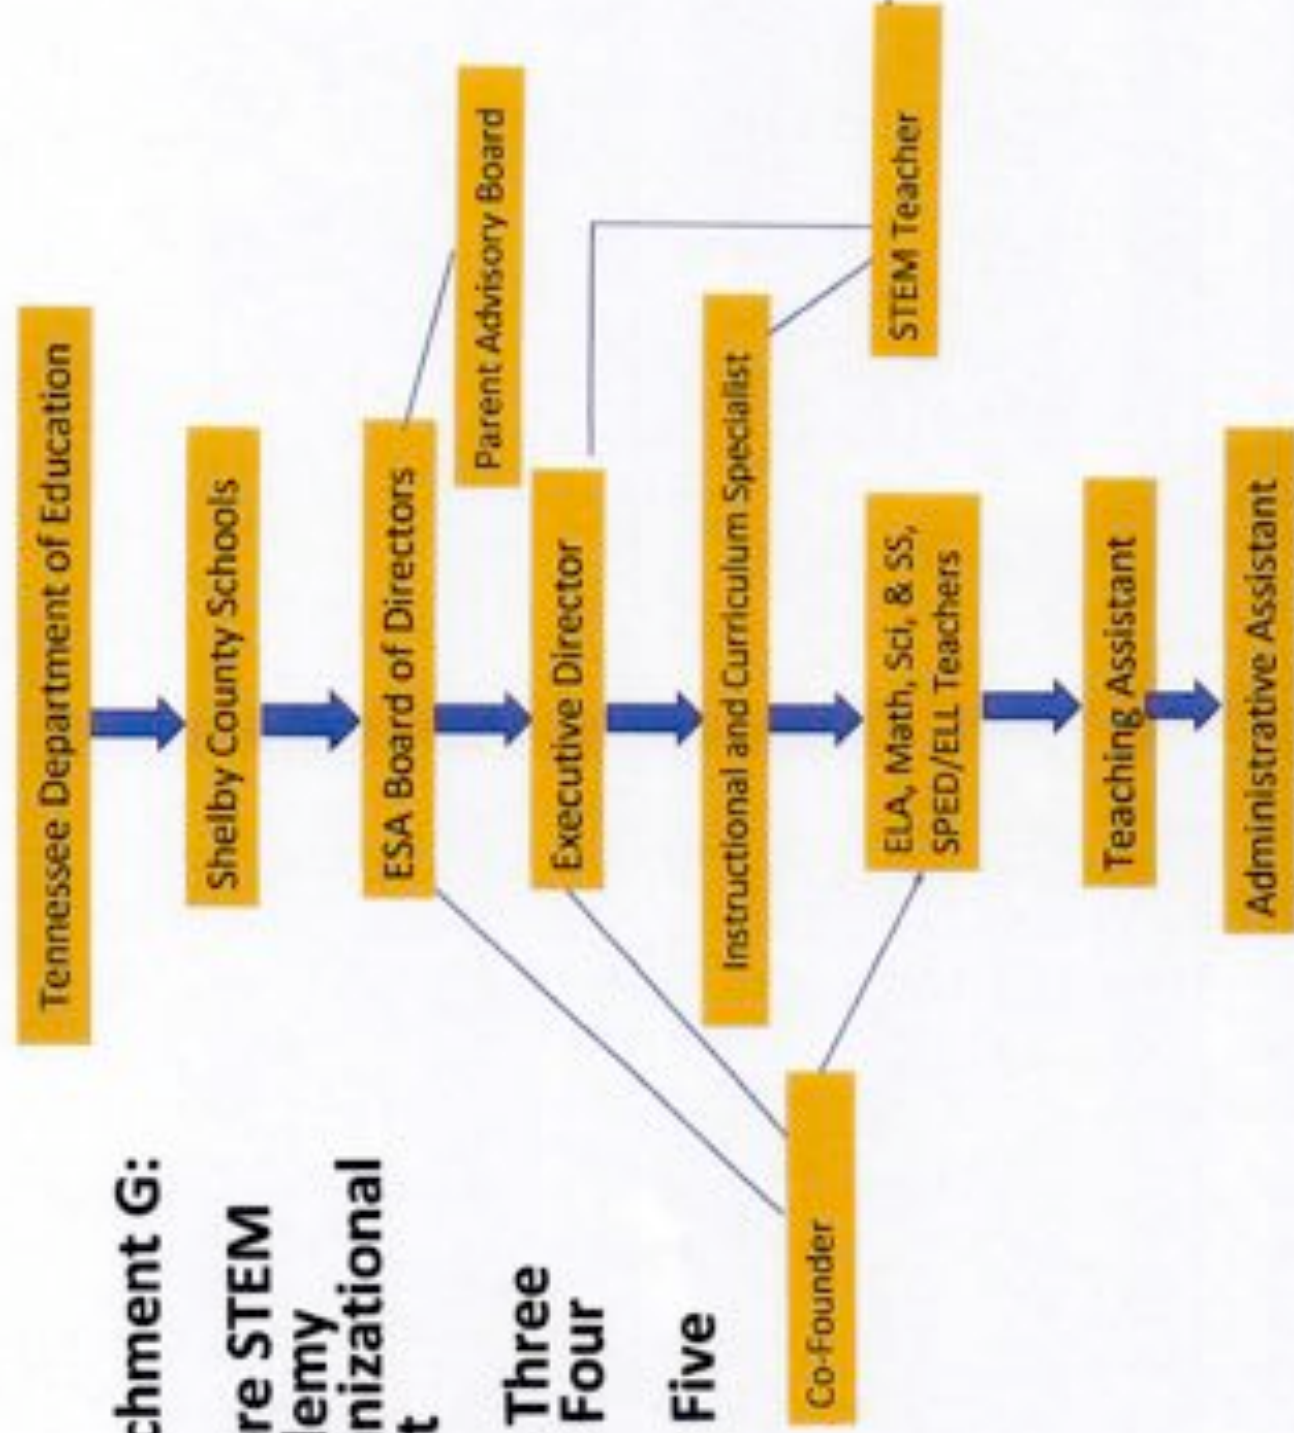 chment G:
re STEM
lemy
nizational
t
Three
Four
Five
Tennessee Department of Education
Shelby County Schools
ESA Board of Directors
Parent Advisory Board
Executive Director
Instructional and Curriculum Specialist
Co-Founder
ELA, Math, Sci, & SS,
SPED/ELL Teachers
STEM Teacher
Teaching Assistant
Administrative Assistant